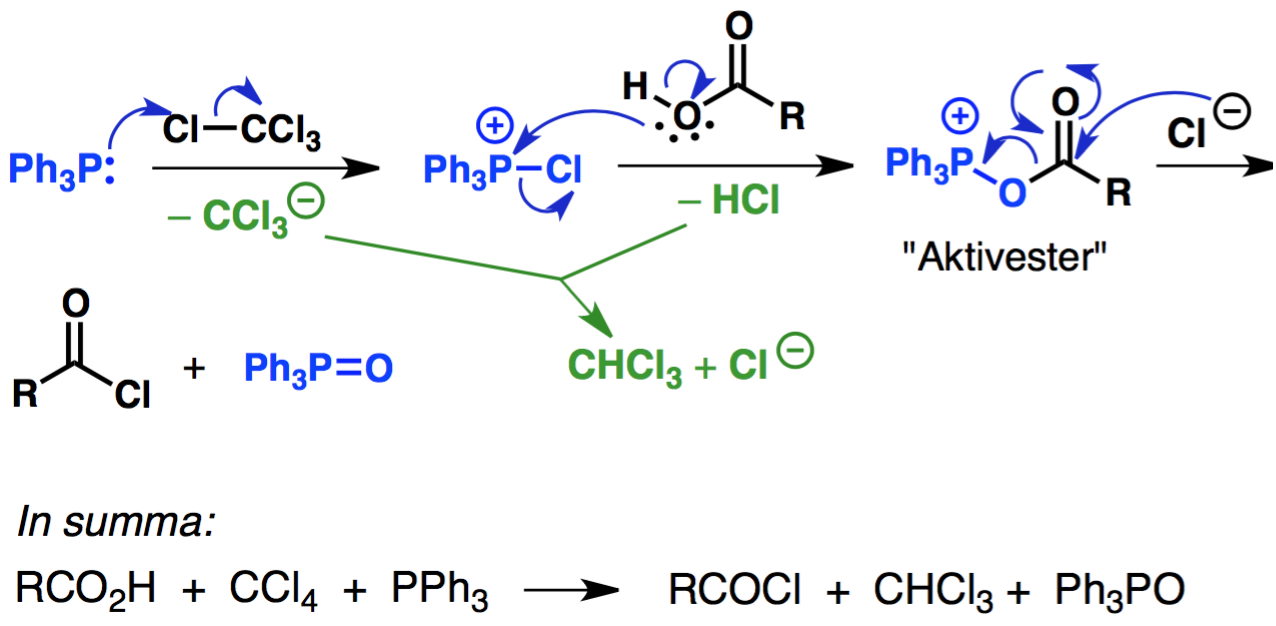 Ph₃P: Cl—CCl₃ – CCl₃⊖
Ph₃P—Cl ⊕ H—O O R – HCl
Ph₃P ⊕ O O R Cl⊖
"Aktivester"
R O Cl + Ph₃P=O CHCl₃ + Cl⊖
In summa:
RCO₂H + CCl₄ + PPh₃ ⟶ RCOCl + CHCl₃ + Ph₃PO